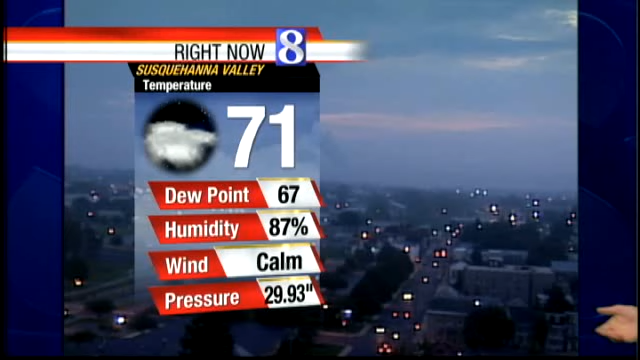 RIGHT NOW 8
SUSQUEHANNA VALLEY
Temperature
71
Dew Point 67
Humidity 87%
Wind Calm
Pressure 29.93"